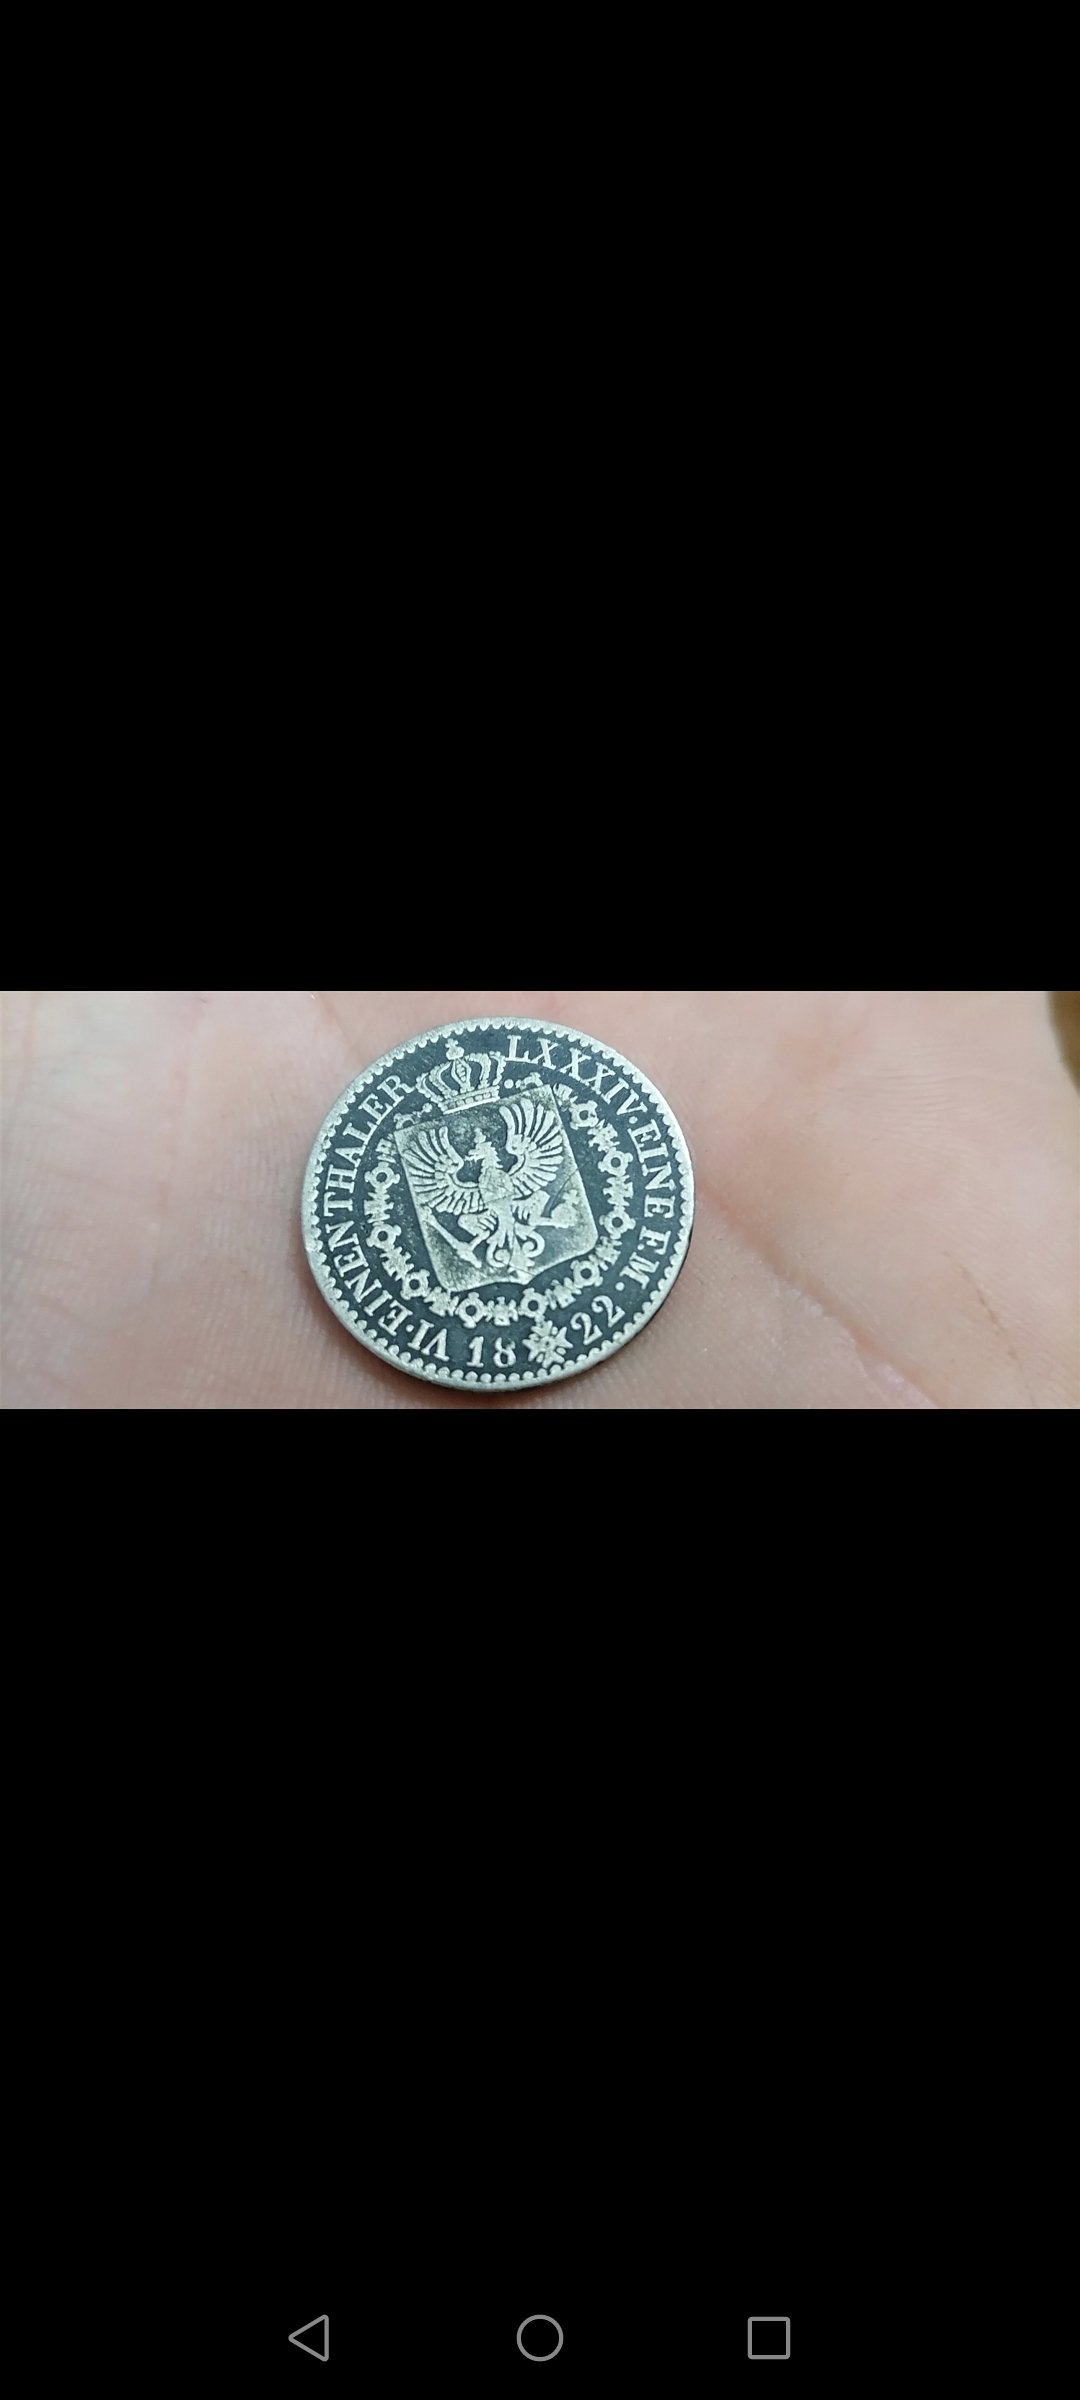 VI·EINEN THALER LXXXIV·EINE F.M.
18 22